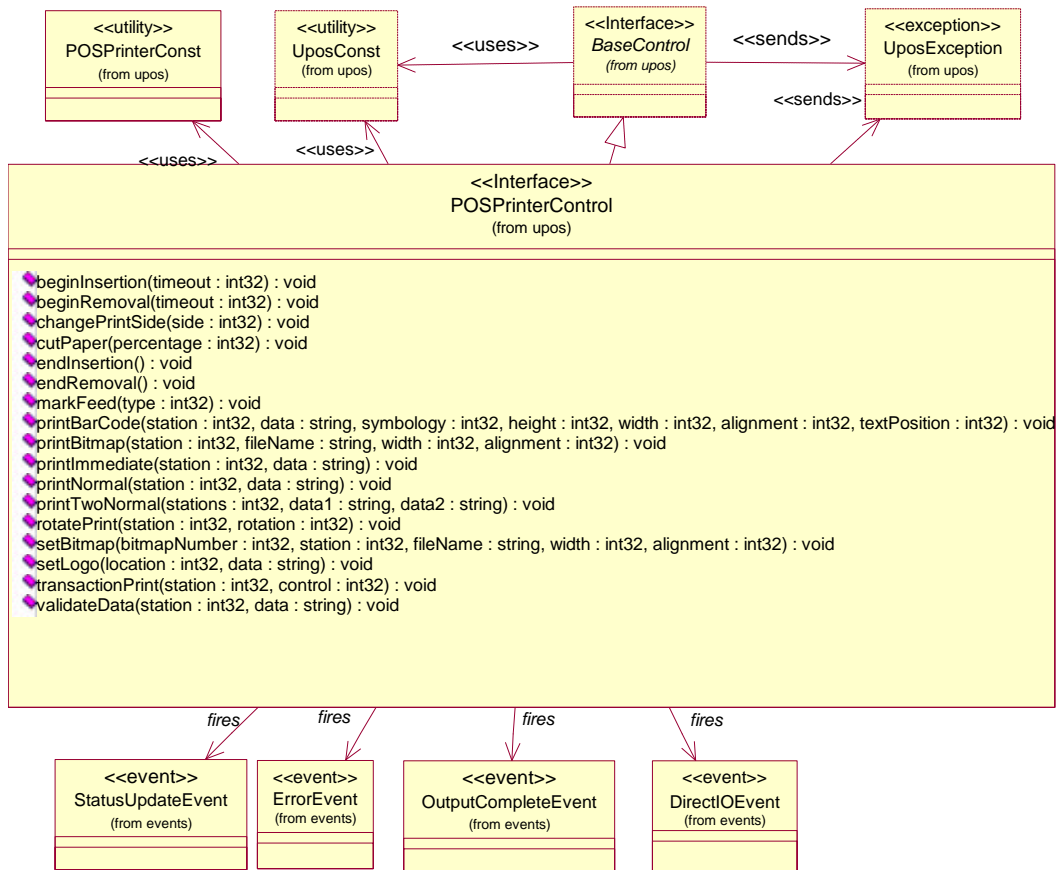 <<utility>>
POSPrinterConst
(from upos)
<<utility>>
UposConst
(from upos)
<<uses>>
<<Interface>>
BaseControl
(from upos)
<<sends>>
<<exception>>
UposException
(from upos)
<<sends>>
<<uses>>
<<uses>>
<<Interface>>
POSPrinterControl
(from upos)
beginInsertion(timeout : int32) : void
beginRemoval(timeout : int32) : void
changePrintSide(side : int32) : void
cutPaper(percentage : int32) : void
endInsertion() : void
endRemoval() : void
markFeed(type : int32) : void
printBarCode(station : int32, data : string, symbology : int32, height : int32, width : int32, alignment : int32, textPosition : int32) : void
printBitmap(station : int32, fileName : string, width : int32, alignment : int32) : void
printImmediate(station : int32, data : string) : void
printNormal(station : int32, data : string) : void
printTwoNormal(stations : int32, data1 : string, data2 : string) : void
rotatePrint(station : int32, rotation : int32) : void
setBitmap(bitmapNumber : int32, station : int32, fileName : string, width : int32, alignment : int32) : void
setLogo(location : int32, data : string) : void
transactionPrint(station : int32, control : int32) : void
validateData(station : int32, data : string) : void
fires
fires
fires
fires
<<event>>
StatusUpdateEvent
(from events)
<<event>>
ErrorEvent
(from events)
<<event>>
OutputCompleteEvent
(from events)
<<event>>
DirectIOEvent
(from events)